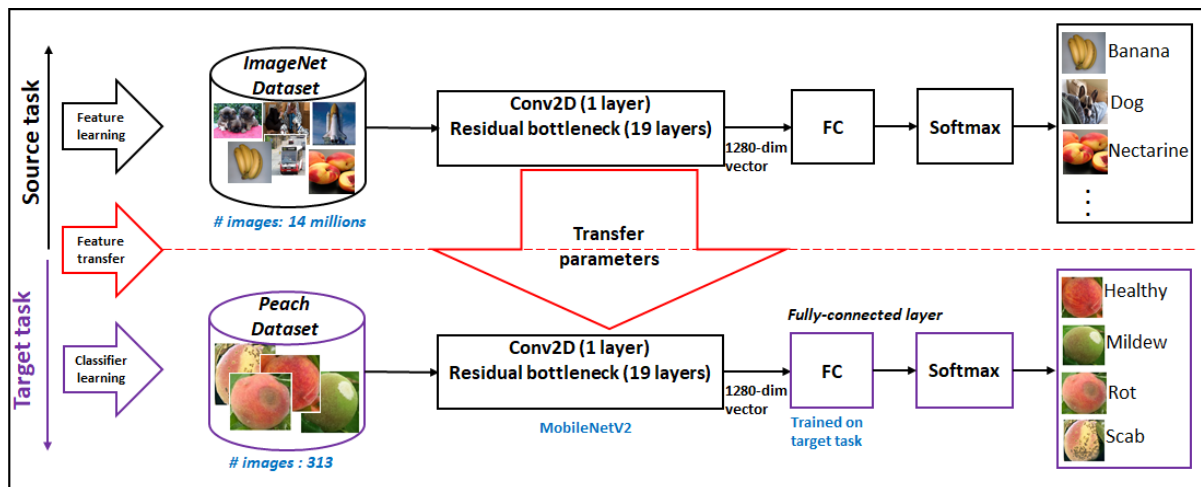 Source task
Feature
learning
ImageNet
Dataset
# images: 14 millions
Conv2D (1 layer)
Residual bottleneck (19 layers)
1280-dim
vector
FC
Softmax
Banana
Dog
Nectarine
⋮
Feature
transfer
Transfer
parameters
Target task
Classifier
learning
Peach
Dataset
# images : 313
Conv2D (1 layer)
Residual bottleneck (19 layers)
MobileNetV2
1280-dim
vector
Fully-connected layer
FC
Trained on
target task
Softmax
Healthy
Mildew
Rot
Scab